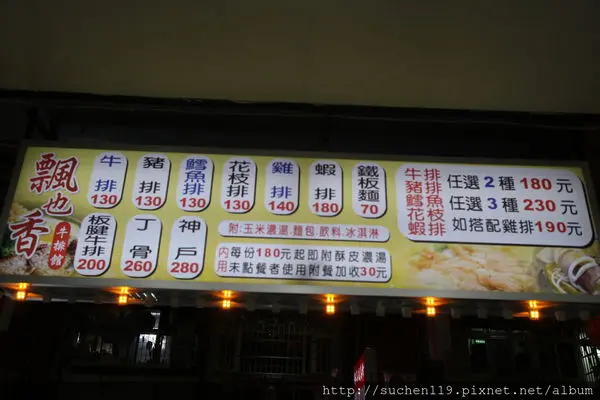 飄也香
牛排館
牛排 130
豬排 130
鱈魚排 130
花枝排 130
雞排 140
蝦排 180
鐵板麵 70
板腱牛排 200
丁骨 260
神戶 280
附:玉米濃湯.麵包.飲料.冰淇淋
內用 每份180元起即附酥皮濃湯
未點餐者使用附餐加收30元
牛排
豬排
鱈花
魚枝
蝦排
任選2種180元
任選3種230元
如搭配雞排190元
http://suchen119.pixnet.net/album